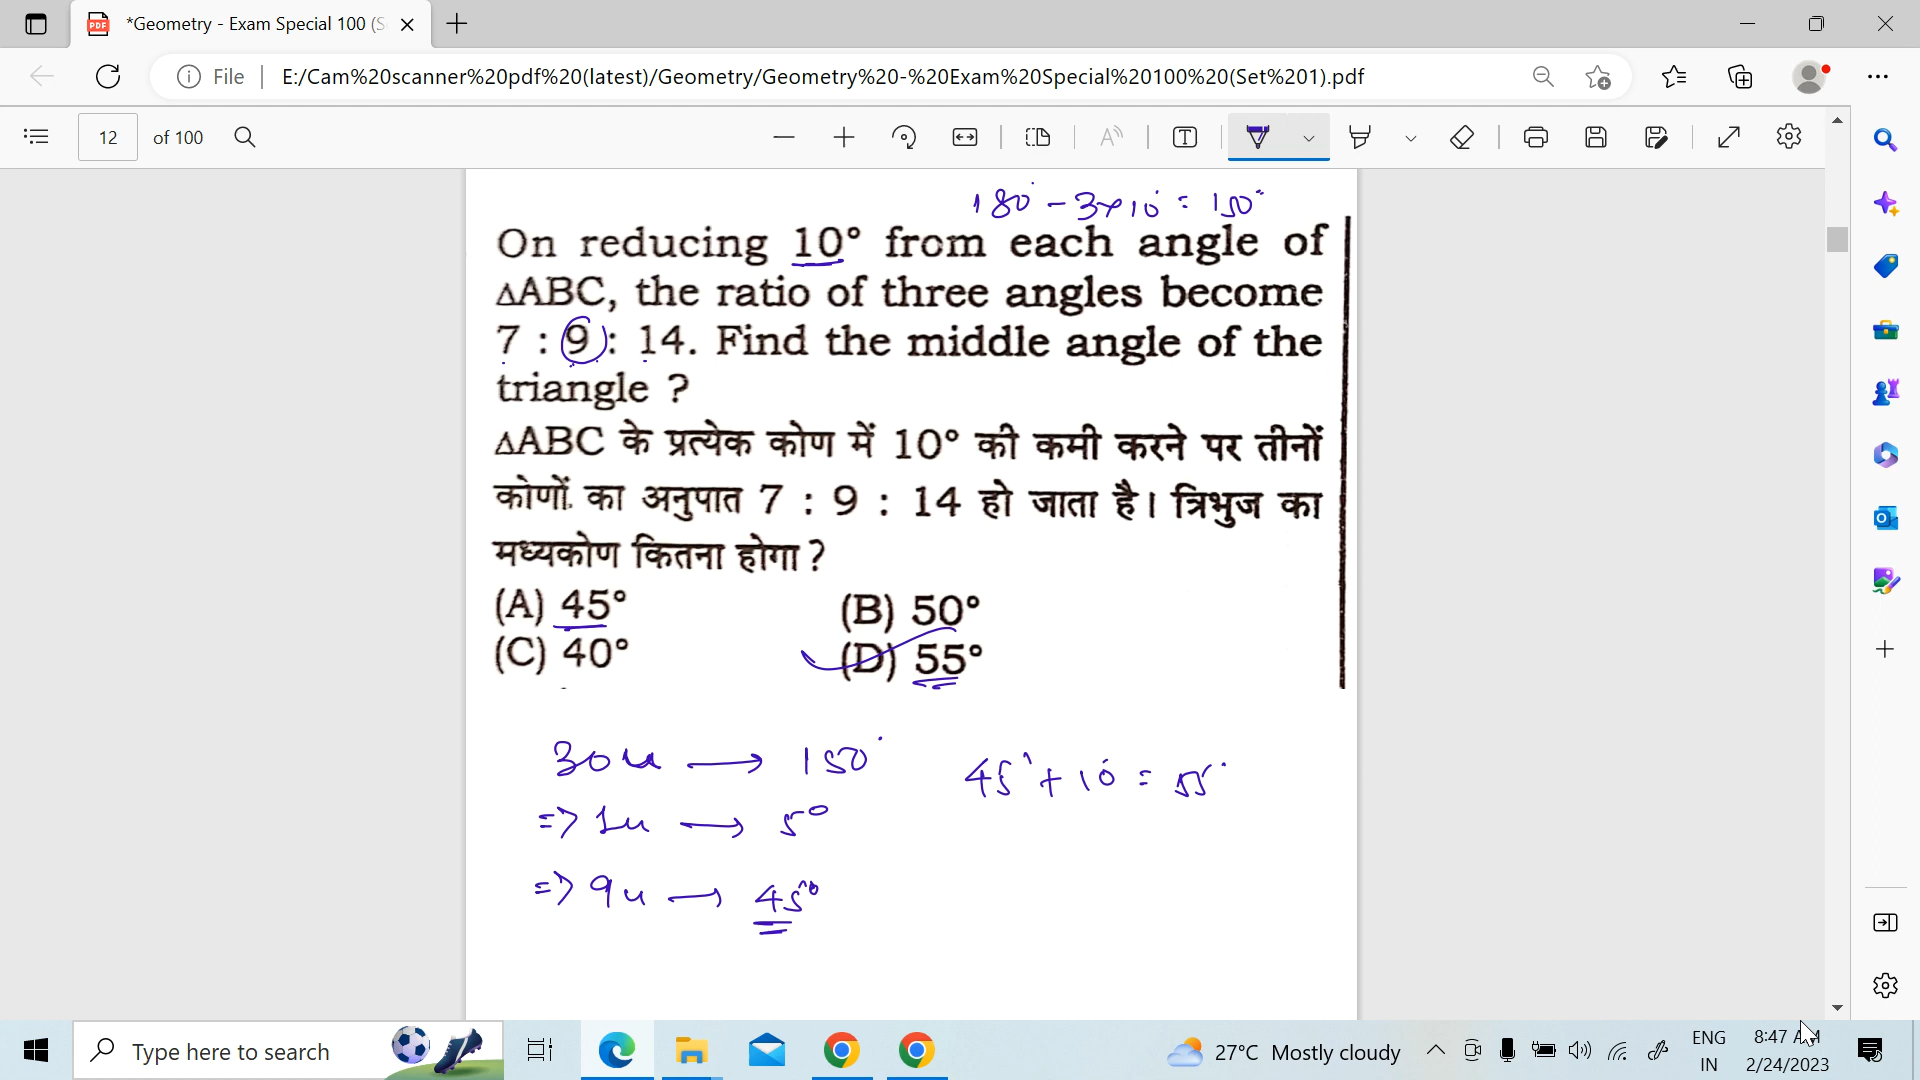 *Geometry - Exam Special 100 (S
File E:/Cam%20scanner%20pdf%20(latest)/Geometry/Geometry%20-%20Exam%20Special%20100%20(Set%201).pdf
12 of 100
180° - 3×10° = 150°
On reducing 10° from each angle of
△ABC, the ratio of three angles become
7 : 9 : 14. Find the middle angle of the
triangle ?
△ABC के प्रत्येक कोण में 10° की कमी करने पर तीनों
कोणों का अनुपात 7 : 9 : 14 हो जाता है। त्रिभुज का
मध्यकोण कितना होगा ?
(A) 45° (B) 50°
(C) 40° (D) 55°
30u → 150°
45° + 10° = 55°
=> 1u → 5°
=> 9u → 45°
Type here to search
27°C Mostly cloudy
ENG
IN
8:47 AM
2/24/2023